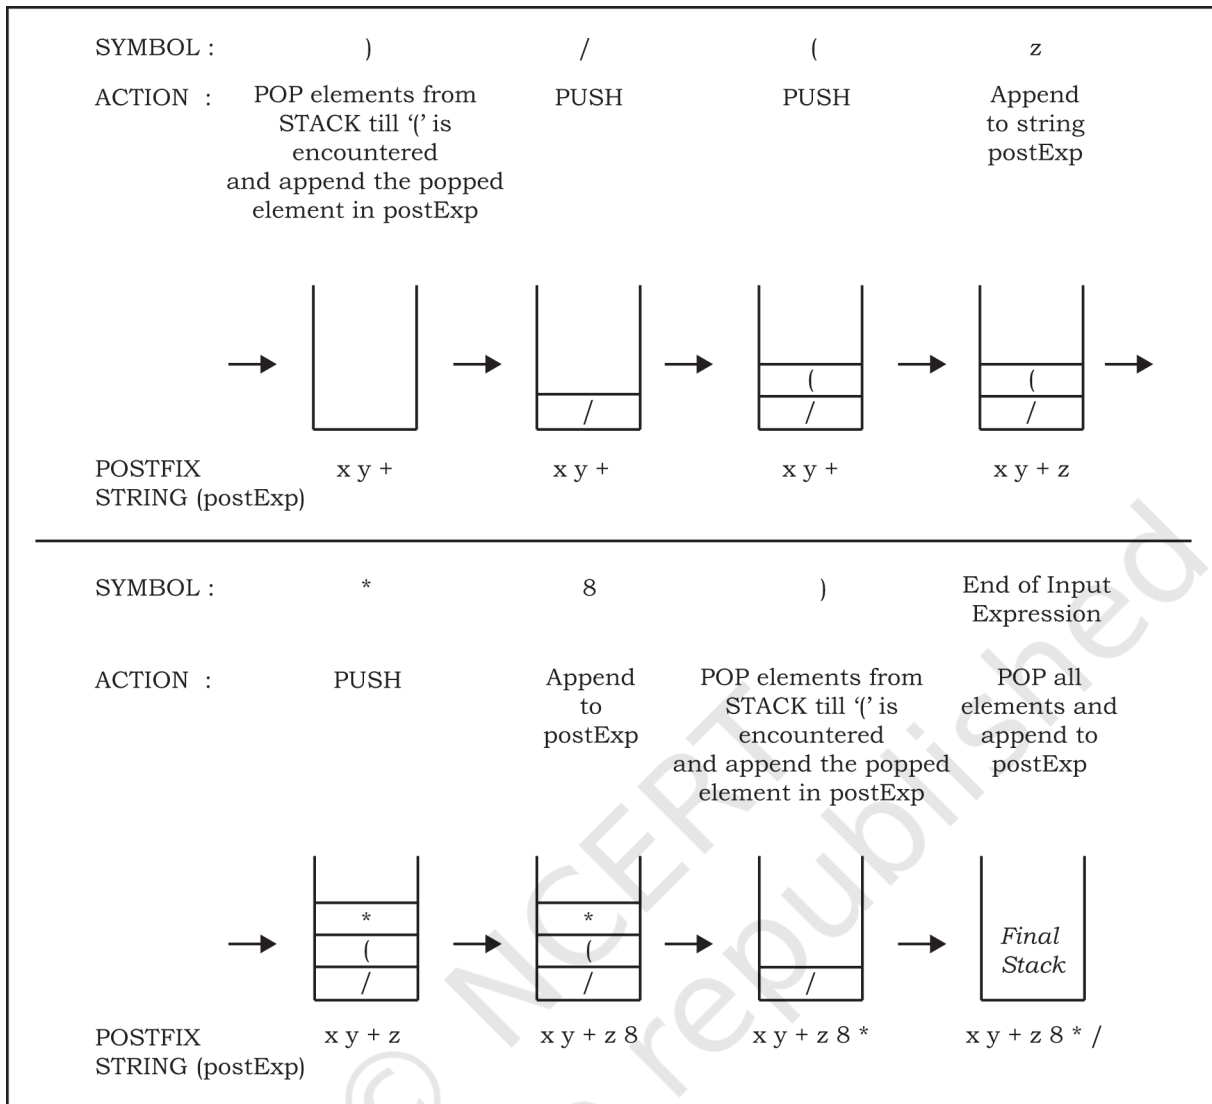 SYMBOL : ) / ( z
ACTION : POP elements from STACK till ‘(’ is encountered and append the popped element in postExp PUSH PUSH Append to string postExp
( (
/ / /
POSTFIX STRING (postExp) x y + x y + x y + x y + z
SYMBOL : * 8 ) End of Input Expression
ACTION : PUSH Append to postExp POP elements from STACK till ‘(’ is encountered and append the popped element in postExp POP all elements and append to postExp
* *
( ( Final
/ / / Stack
POSTFIX STRING (postExp) x y + z x y + z 8 x y + z 8 * x y + z 8 * /
© NCERT
republished